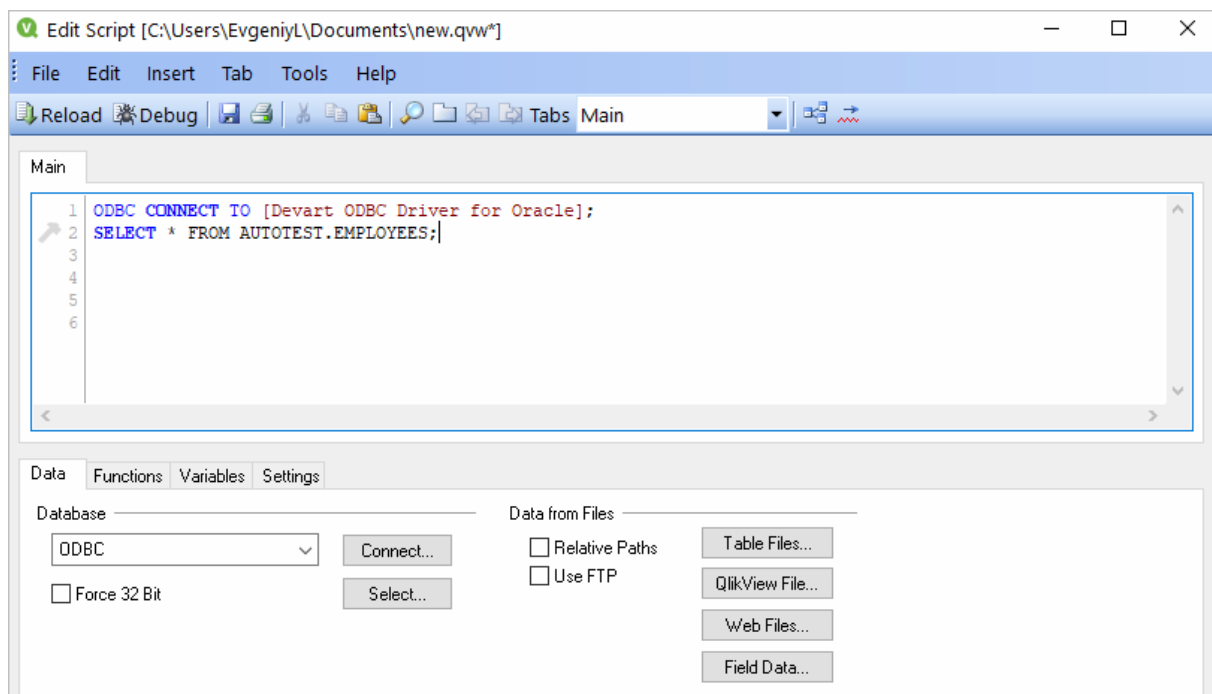 Edit Script [C:\Users\EvgeniyL\Documents\new.qvw*]
File Edit Insert Tab Tools Help
Reload Debug Tabs Main
Main
1 ODBC CONNECT TO [Devart ODBC Driver for Oracle];
2 SELECT * FROM AUTOTEST.EMPLOYEES;
3
4
5
6
Data Functions Variables Settings
Database Data from Files
ODBC Connect... Relative Paths Table Files...
Use FTP QlikView File...
Force 32 Bit Select...
Web Files...
Field Data...